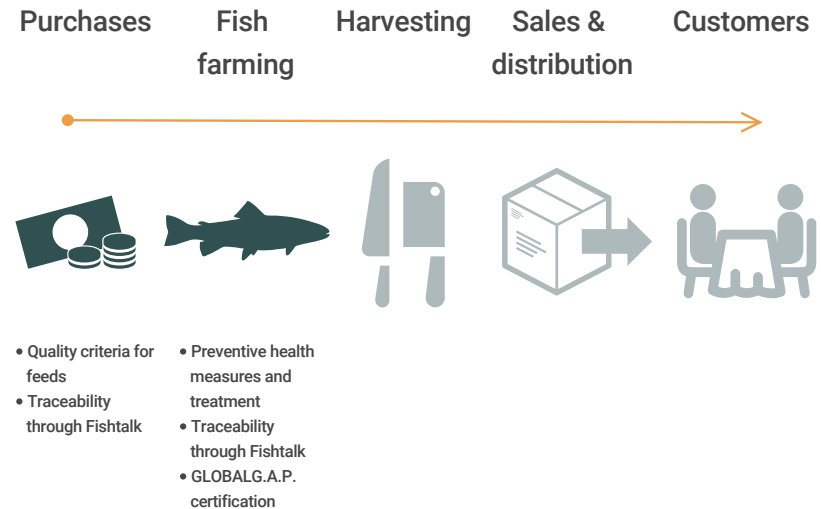 Purchases
Fish
farming
Harvesting
Sales &
distribution
Customers
• Quality criteria for
feeds
• Traceability
through Fishtalk
• Preventive health
measures and
treatment
• Traceability
through Fishtalk
• GLOBALG.A.P.
certification